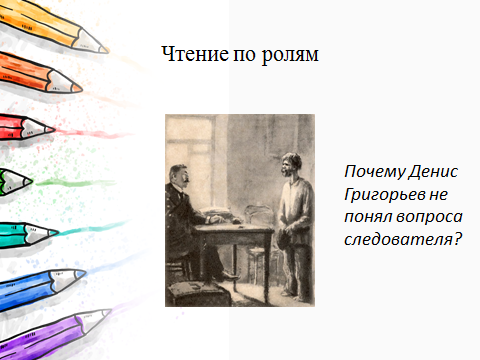 Чтение по ролям
Почему Денис
Григорьев не
понял вопроса
следователя?